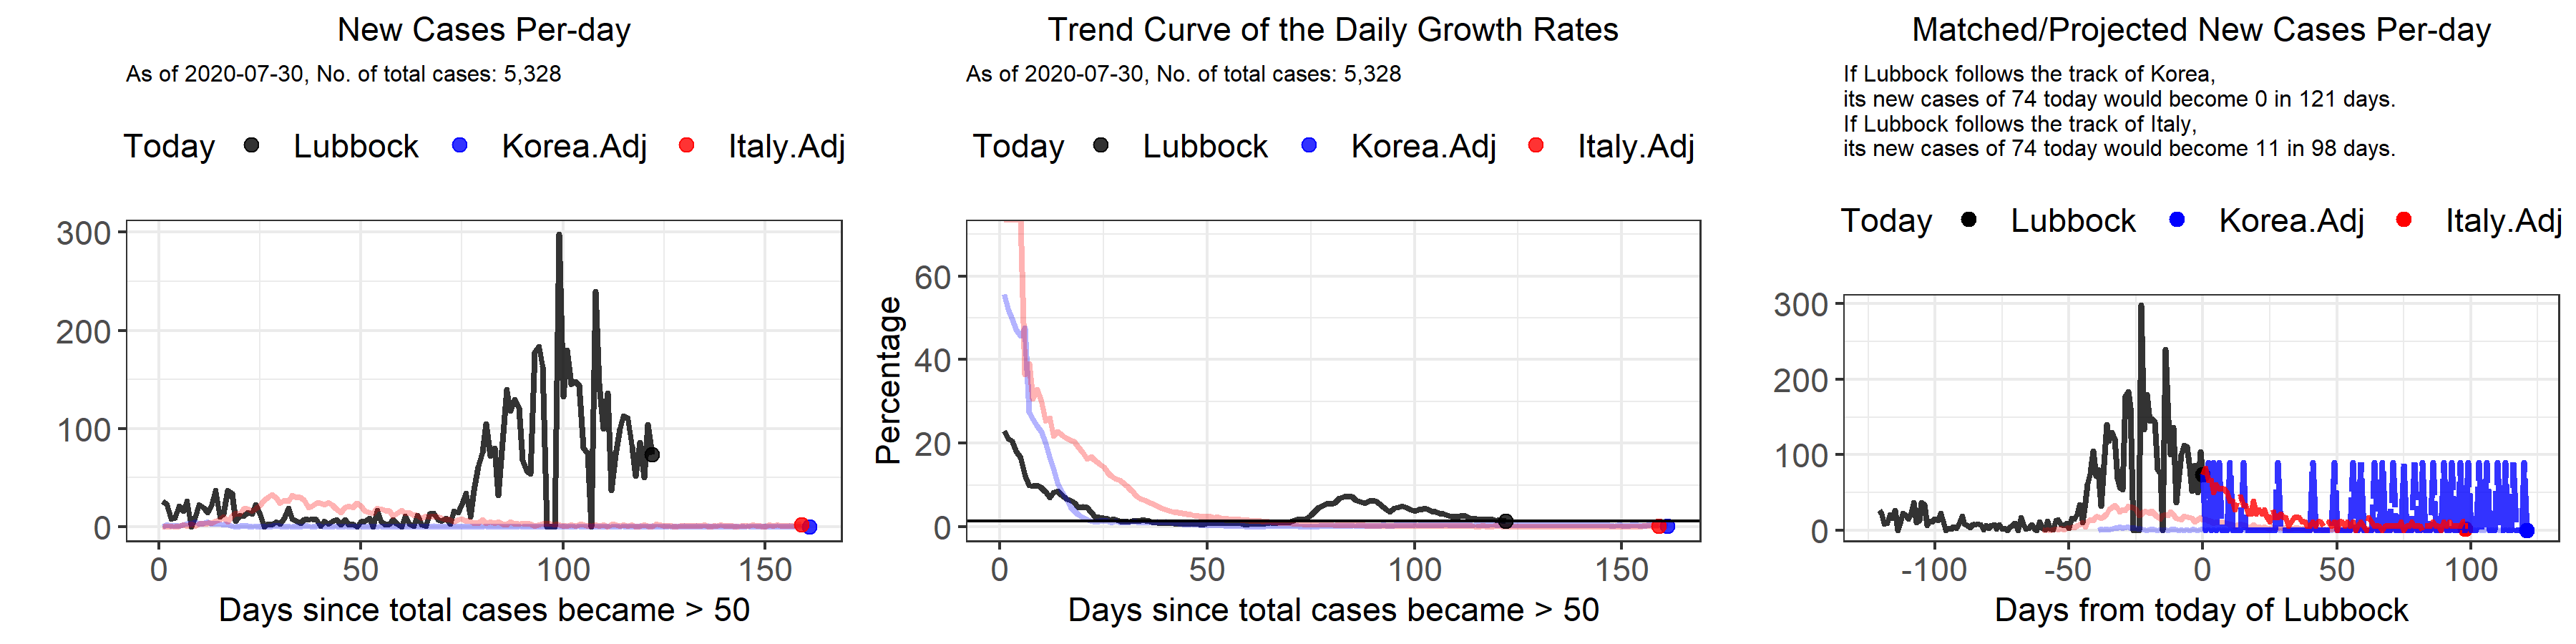 New Cases Per-day
As of 2020-07-30, No. of total cases: 5,328
Today Lubbock Korea.Adj Italy.Adj
300
200
100
0
0 50 100 150
Days since total cases became > 50
Trend Curve of the Daily Growth Rates
As of 2020-07-30, No. of total cases: 5,328
Today Lubbock Korea.Adj Italy.Adj
Percentage
60
40
20
0
0 50 100 150
Days since total cases became > 50
Matched/Projected New Cases Per-day
If Lubbock follows the track of Korea,
its new cases of 74 today would become 0 in 121 days.
If Lubbock follows the track of Italy,
its new cases of 74 today would become 11 in 98 days.
Today Lubbock Korea.Adj Italy.Adj
300
200
100
0
-100 -50 0 50 100
Days from today of Lubbock